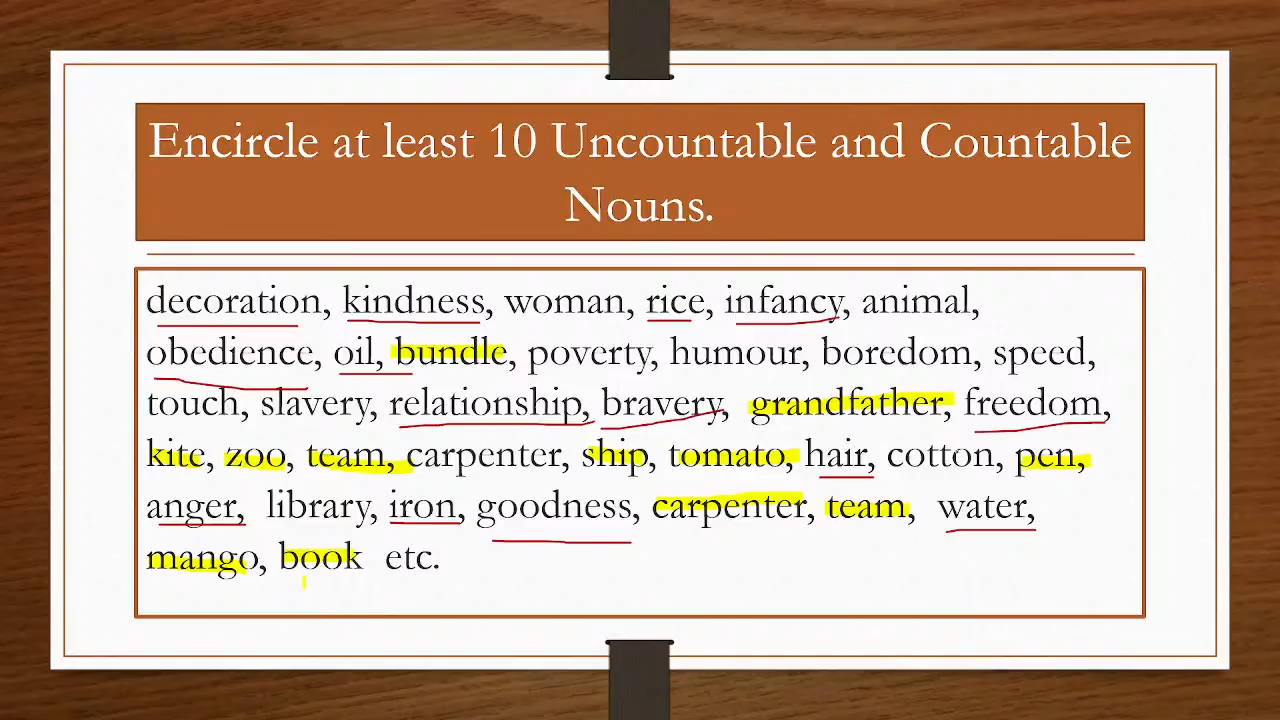 Encircle at least 10 Uncountable and Countable
Nouns.
decoration, kindness, woman, rice, infancy, animal,
obedience, oil, bundle, poverty, humour, boredom, speed,
touch, slavery, relationship, bravery, grandfather, freedom,
kite, zoo, team, carpenter, ship, tomato, hair, cotton, pen,
anger, library, iron, goodness, carpenter, team, water,
mango, book etc.